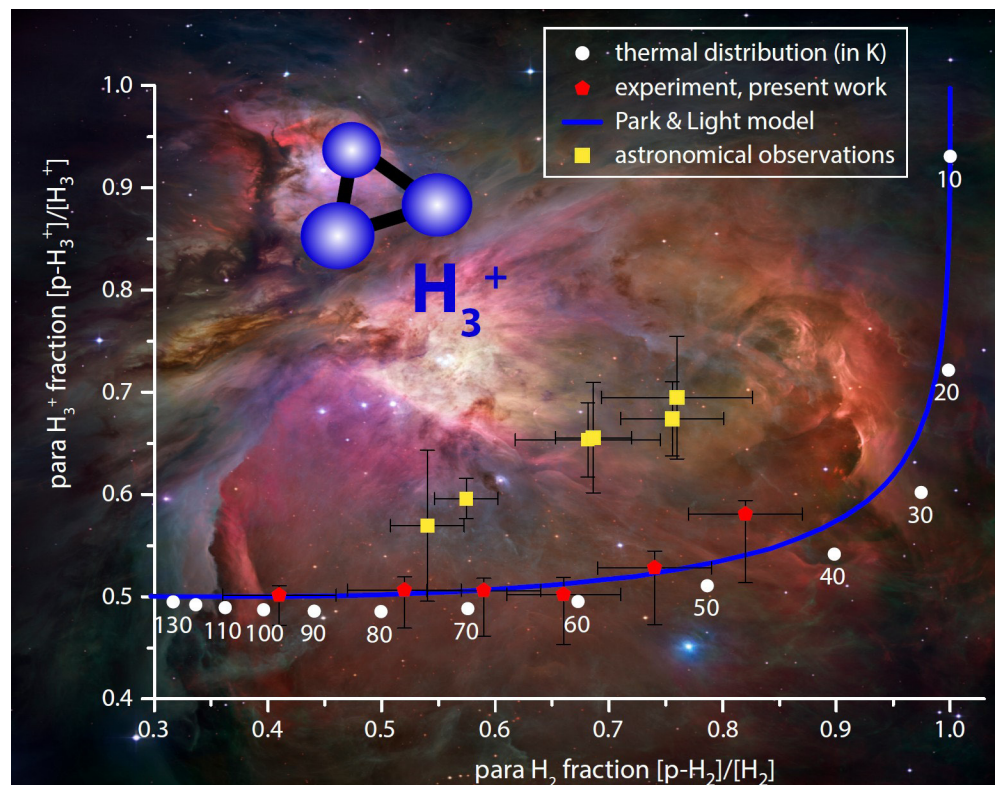 thermal distribution (in K)
experiment, present work
Park & Light model
astronomical observations
H₃⁺
para H₃⁺ fraction [p-H₃⁺]/[H₃⁺]
1.0
0.9
0.8
0.7
0.6
0.5
0.4
10
20
30
40
50
60
70
80
90
100
110
130
0.3 0.4 0.5 0.6 0.7 0.8 0.9 1.0
para H₂ fraction [p-H₂]/[H₂]